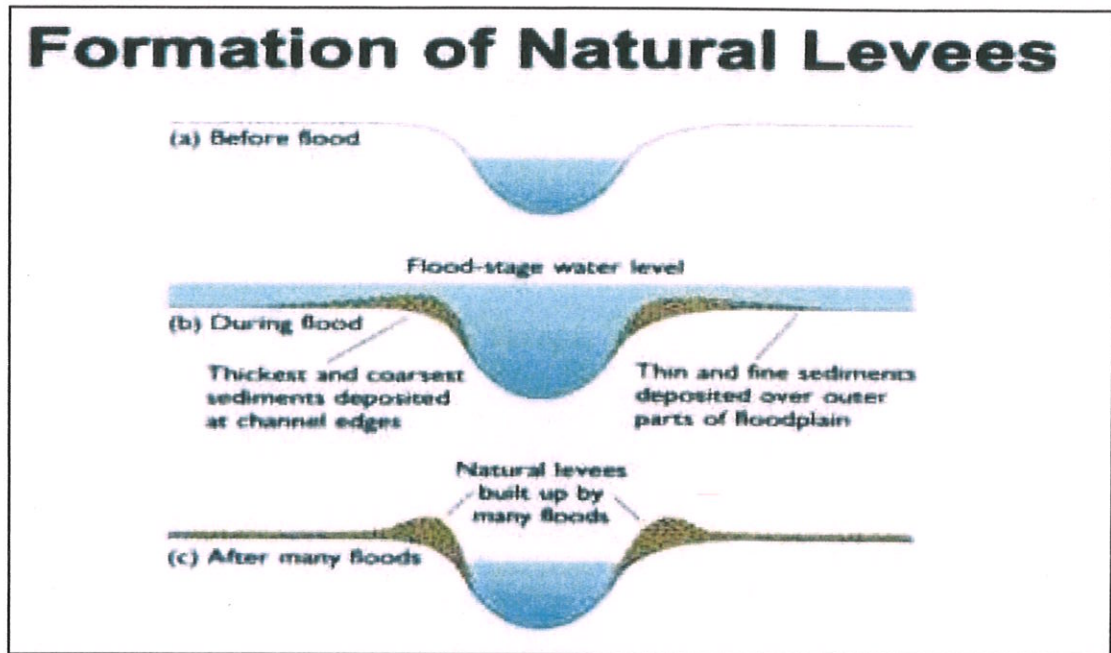 Formation of Natural Levees
(a) Before flood
Flood-stage water level
(b) During flood
Thickest and coarsest
sediments deposited
at channel edges
Thin and fine sediments
deposited over outer
parts of floodplain
Natural levees
built up by
many floods
(c) After many floods